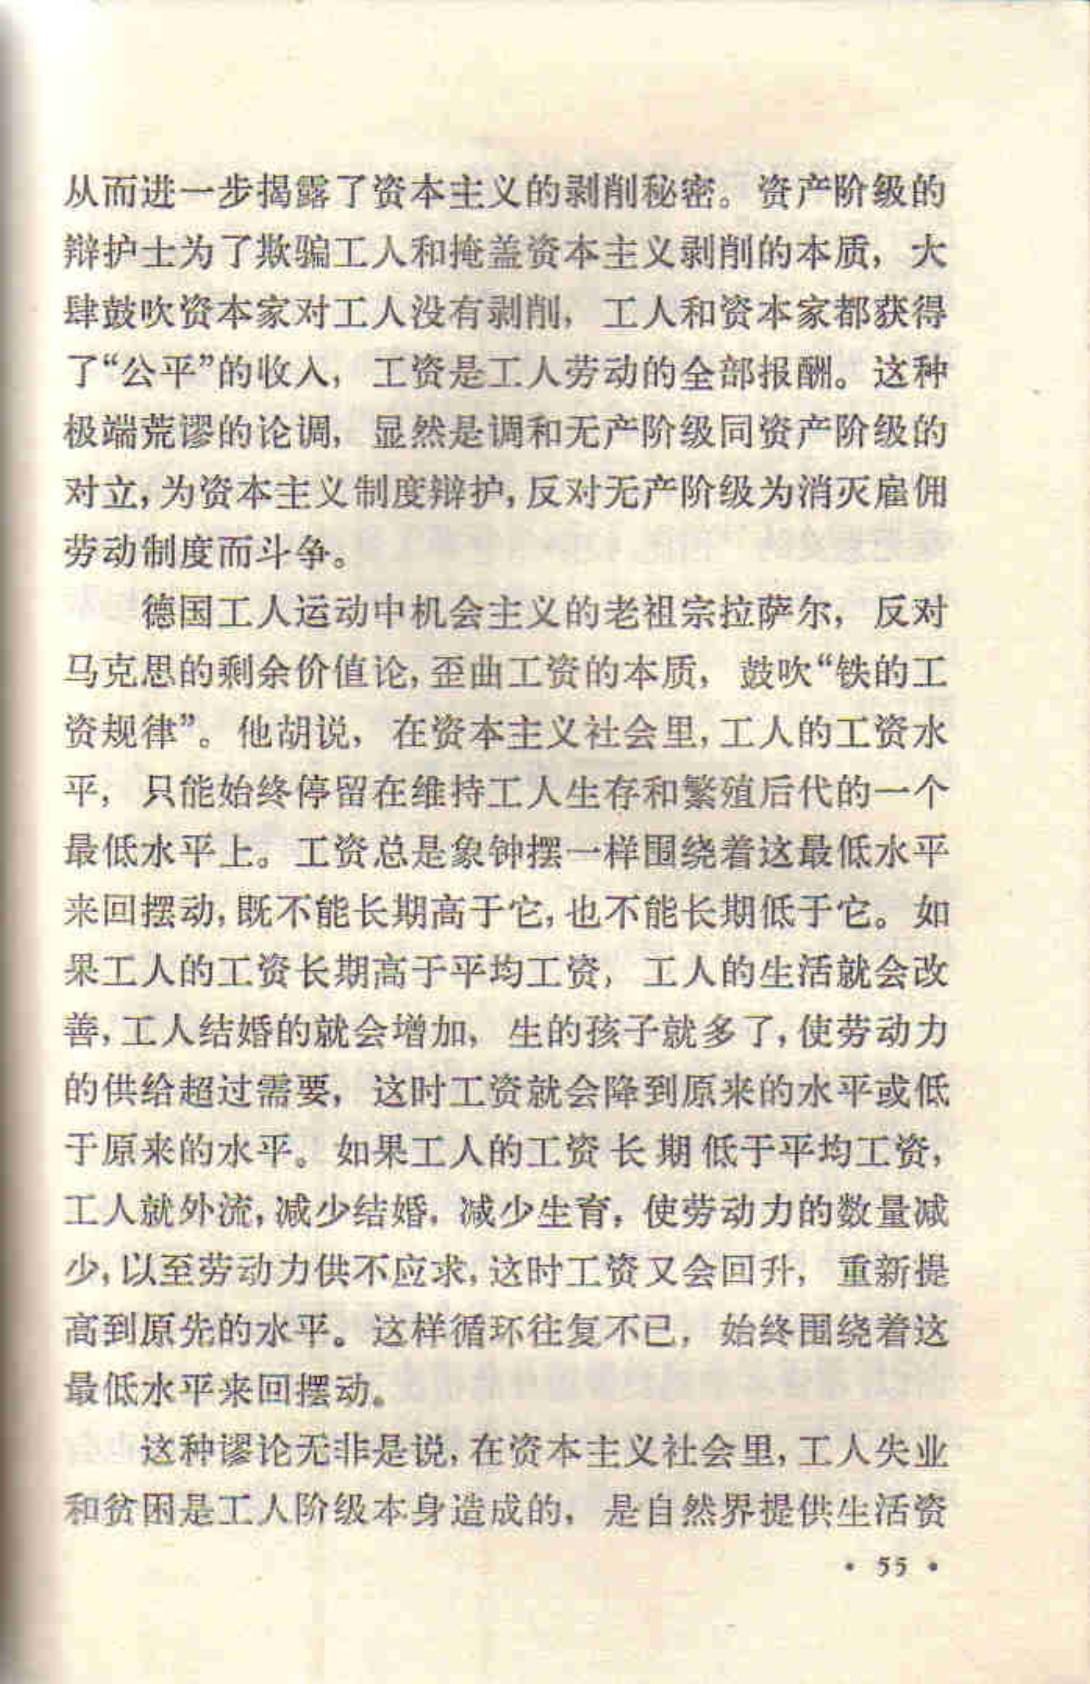 从而进一步揭露了资本主义的剥削秘密。资产阶级的
辩护士为了欺骗工人和掩盖资本主义剥削的本质，大
肆鼓吹资本家对工人没有剥削，工人和资本家都获得
了“公平”的收入，工资是工人劳动的全部报酬。这种
极端荒谬的论调，显然是调和无产阶级同资产阶级的
对立，为资本主义制度辩护，反对无产阶级为消灭雇佣
劳动制度而斗争。
德国工人运动中机会主义的老祖宗拉萨尔，反对
马克思的剩余价值论，歪曲工资的本质，鼓吹“铁的工
资规律”。他胡说，在资本主义社会里，工人的工资水
平，只能始终停留在维持工人生存和繁殖后代的一个
最低水平上。工资总是象钟摆一样围绕着这最低水平
来回摆动，既不能长期高于它，也不能长期低于它。如
果工人的工资长期高于平均工资，工人的生活就会改
善，工人结婚的就会增加，生的孩子就多了，使劳动力
的供给超过需要，这时工资就会降到原来的水平或低
于原来的水平。如果工人的工资长期低于平均工资，
工人就外流，减少结婚，减少生育，使劳动力的数量减
少，以至劳动力供不应求，这时工资又会回升，重新提
高到原先的水平。这样循环往复不已，始终围绕着这
最低水平来回摆动。
这种谬论无非是说，在资本主义社会里，工人失业
和贫困是工人阶级本身造成的，是自然界提供生活资
• 55 •